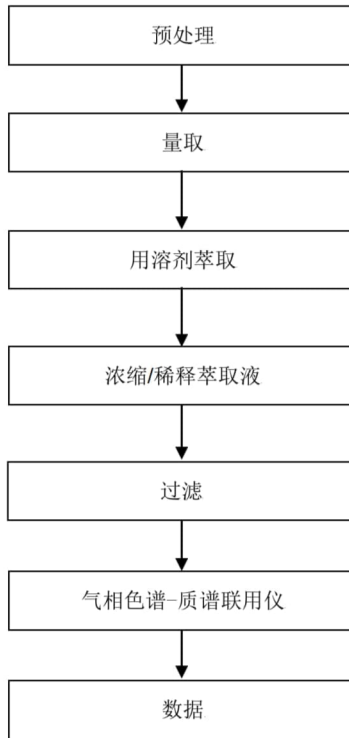 预处理
量取
用溶剂萃取
浓缩/稀释萃取液
过滤
气相色谱-质谱联用仪
数据